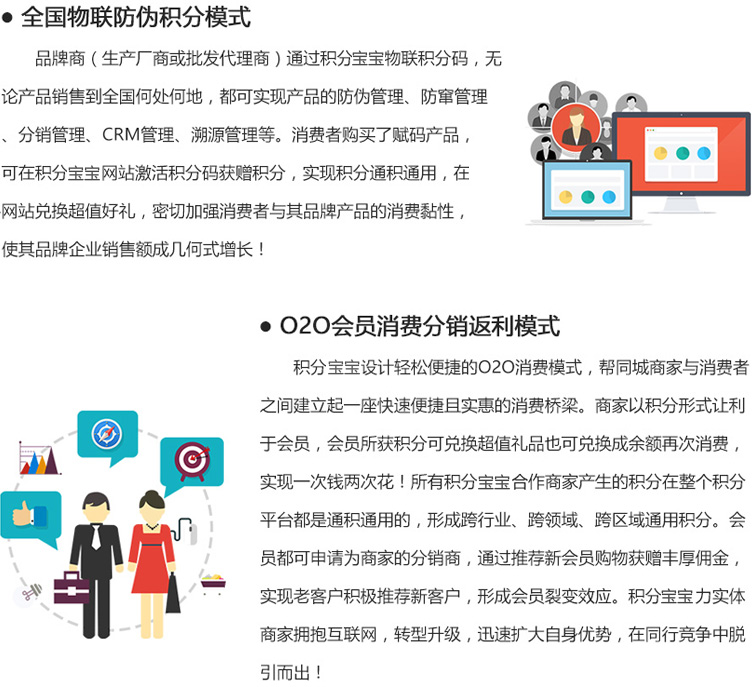 ● 全国物联防伪积分模式
品牌商（生产厂商或批发代理商）通过积分宝宝物联积分码，无
论产品销售到全国何处何地，都可实现产品的防伪管理、防窜管理
、分销管理、CRM管理、溯源管理等。消费者购买了赋码产品，
可在积分宝宝网站激活积分码获赠积分，实现积分通积通用，在
网站兑换超值好礼，密切加强消费者与其品牌产品的消费黏性，
使其品牌企业销售额成几何式增长！
● O2O会员消费分销返利模式
积分宝宝设计轻松便捷的O2O消费模式，帮同城商家与消费者
之间建立起一座快速便捷且实惠的消费桥梁。商家以积分形式让利
于会员，会员所获积分可兑换超值礼品也可兑换成余额再次消费，
实现一次钱两次花！所有积分宝宝合作商家产生的积分在整个积分
平台都是通积通用的，形成跨行业、跨领域、跨区域通用积分。会
员都可申请为商家的分销商，通过推荐新会员购物获赠丰厚佣金，
实现老客户积极推荐新客户，形成会员裂变效应。积分宝宝力实体
商家拥抱互联网，转型升级，迅速扩大自身优势，在同行竞争中脱
引而出！